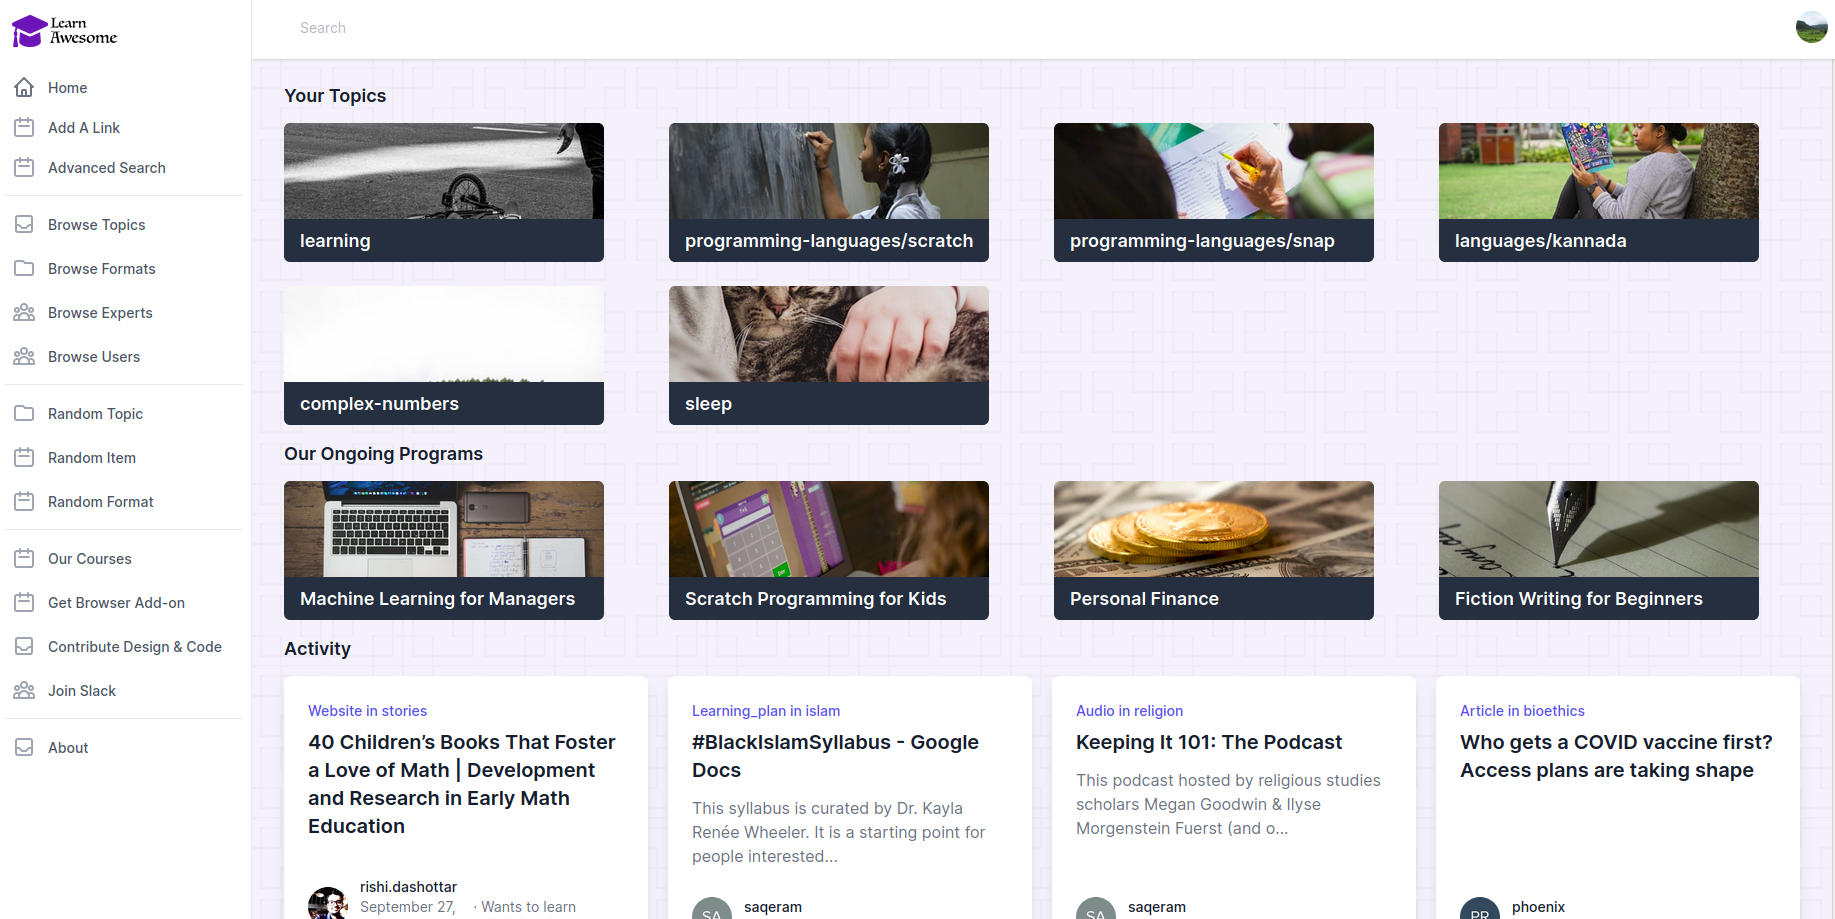 Learn
Awesome
Search
Home
Add A Link
Advanced Search
Browse Topics
Browse Formats
Browse Experts
Browse Users
Random Topic
Random Item
Random Format
Our Courses
Get Browser Add-on
Contribute Design & Code
Join Slack
About
Your Topics
learning
programming-languages/scratch
programming-languages/snap
languages/kannada
complex-numbers
sleep
Our Ongoing Programs
Machine Learning for Managers
Scratch Programming for Kids
Personal Finance
Fiction Writing for Beginners
Activity
Website in stories
40 Children’s Books That Foster
a Love of Math | Development
and Research in Early Math
Education
rishi.dashottar
September 27, · Wants to learn
Learning_plan in islam
#BlackIslamSyllabus - Google
Docs
This syllabus is curated by Dr. Kayla
Renée Wheeler. It is a starting point for
people interested...
SA
saqeram
Audio in religion
Keeping It 101: The Podcast
This podcast hosted by religious studies
scholars Megan Goodwin & Ilyse
Morgenstein Fuerst (and o...
SA
saqeram
Article in bioethics
Who gets a COVID vaccine first?
Access plans are taking shape
PR
phoenix